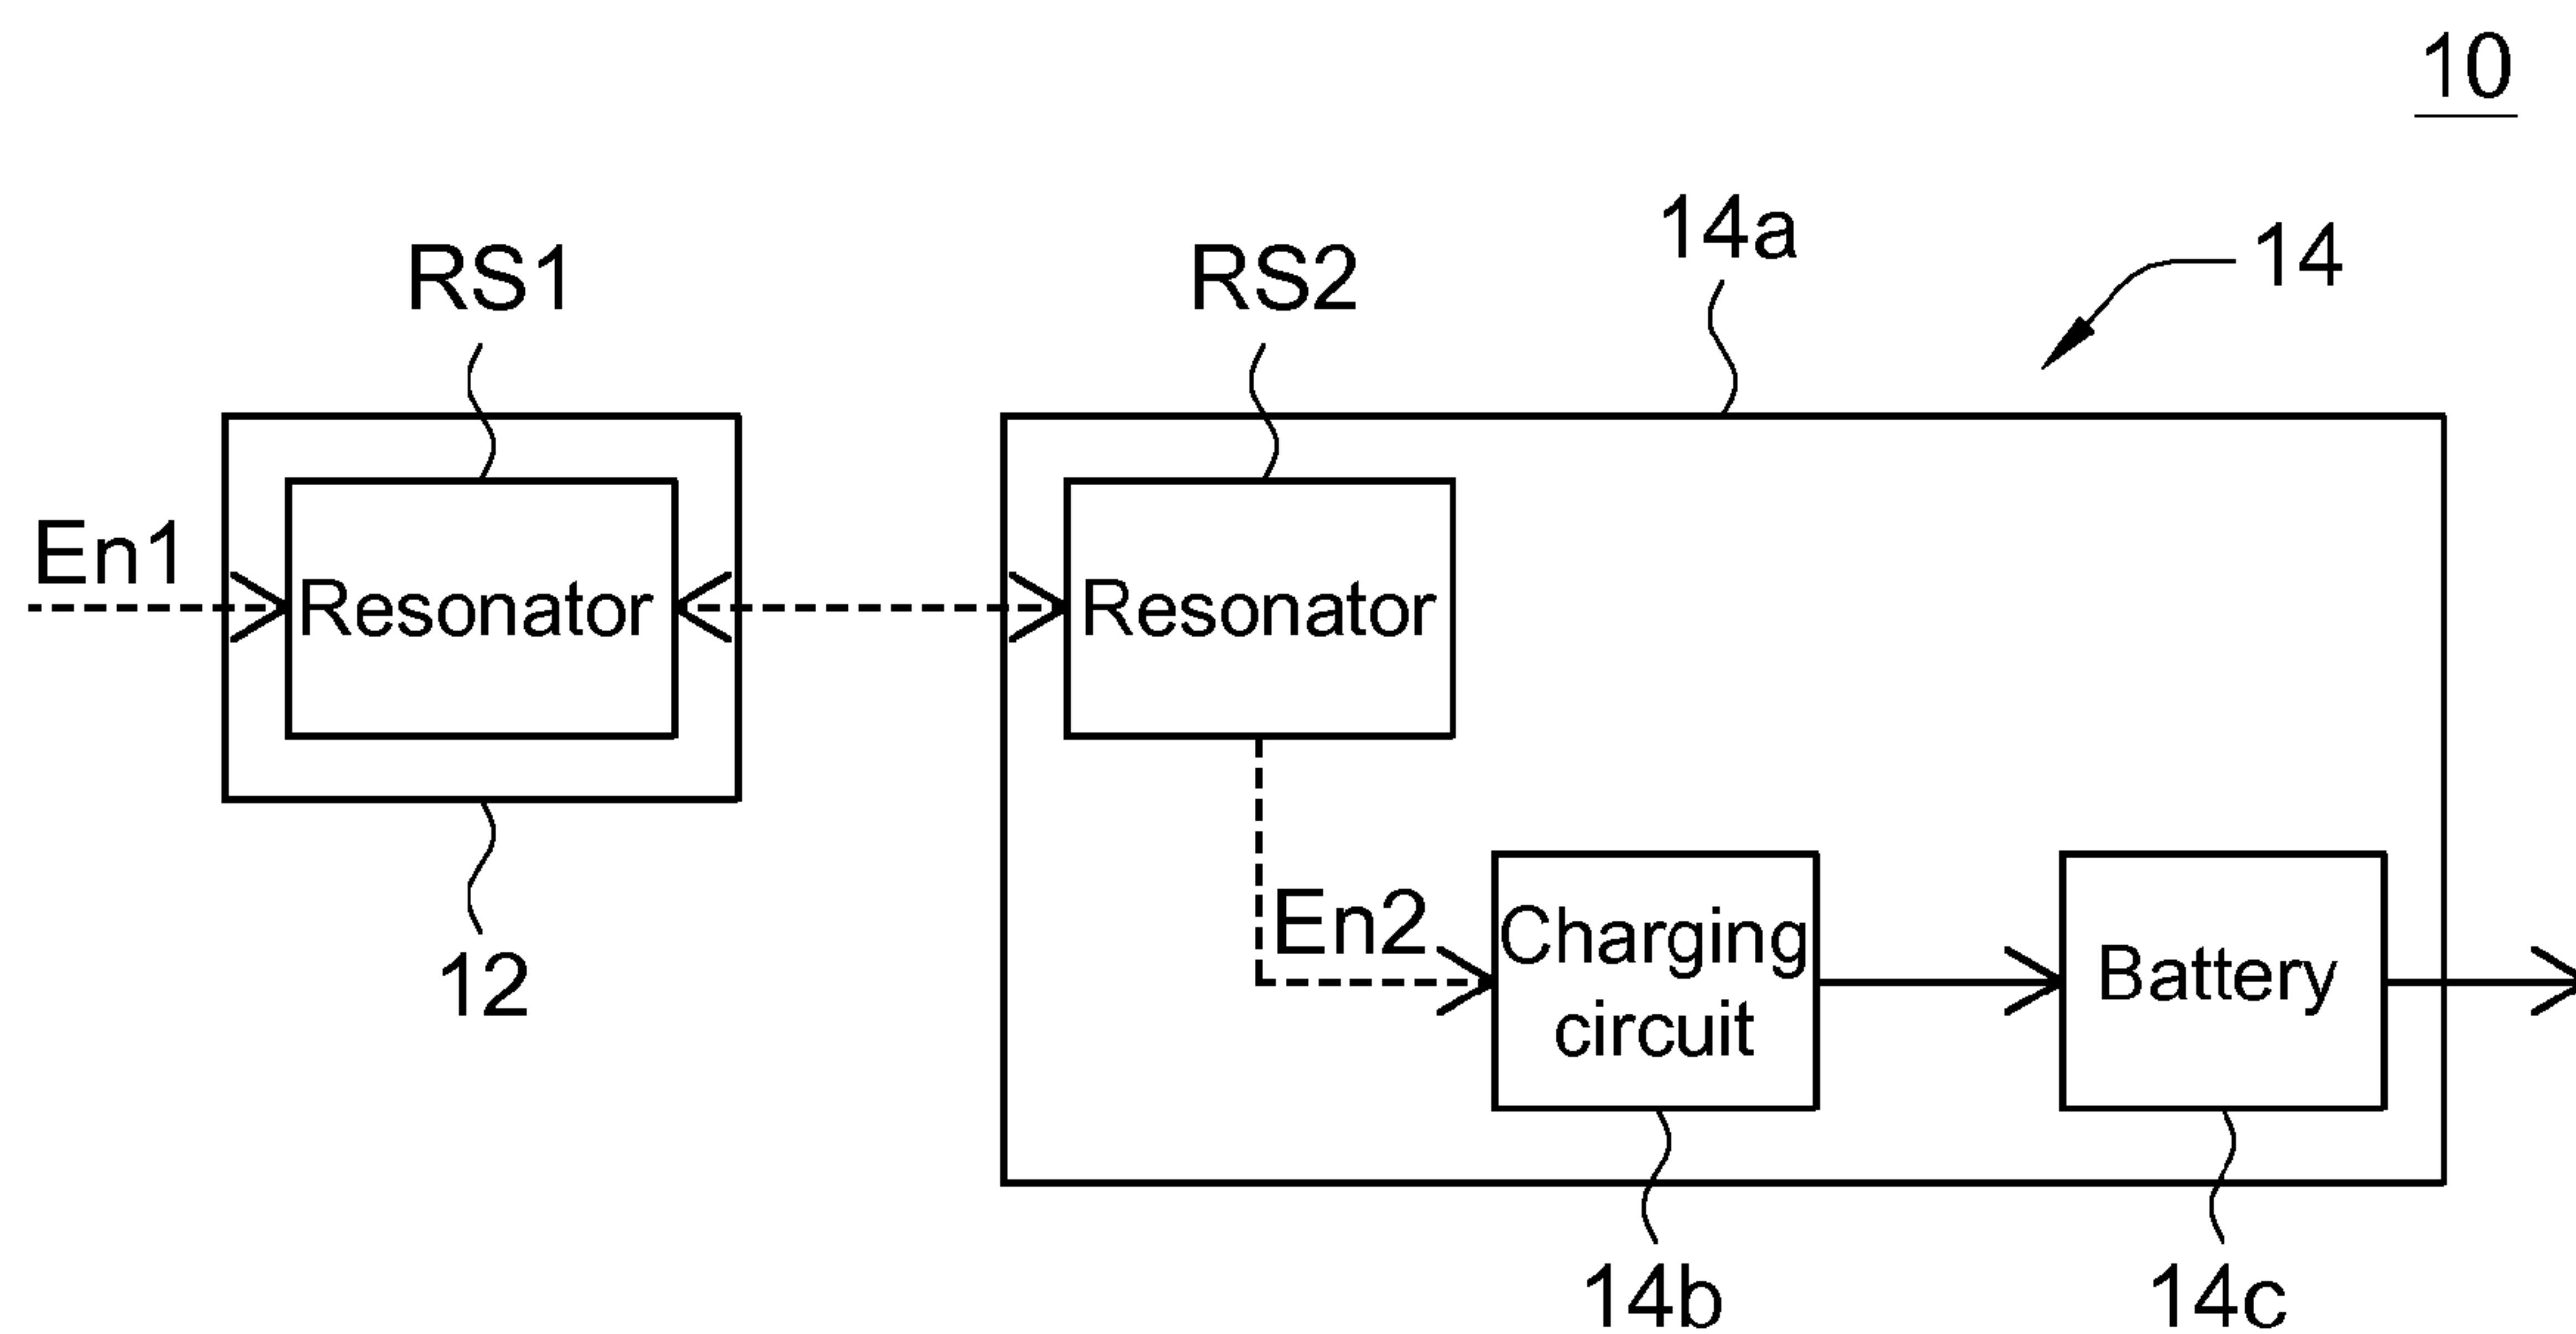 10
14a
14
RS1
RS2
En1
Resonator
Resonator
En2
Charging
circuit
Battery
12
14b
14c